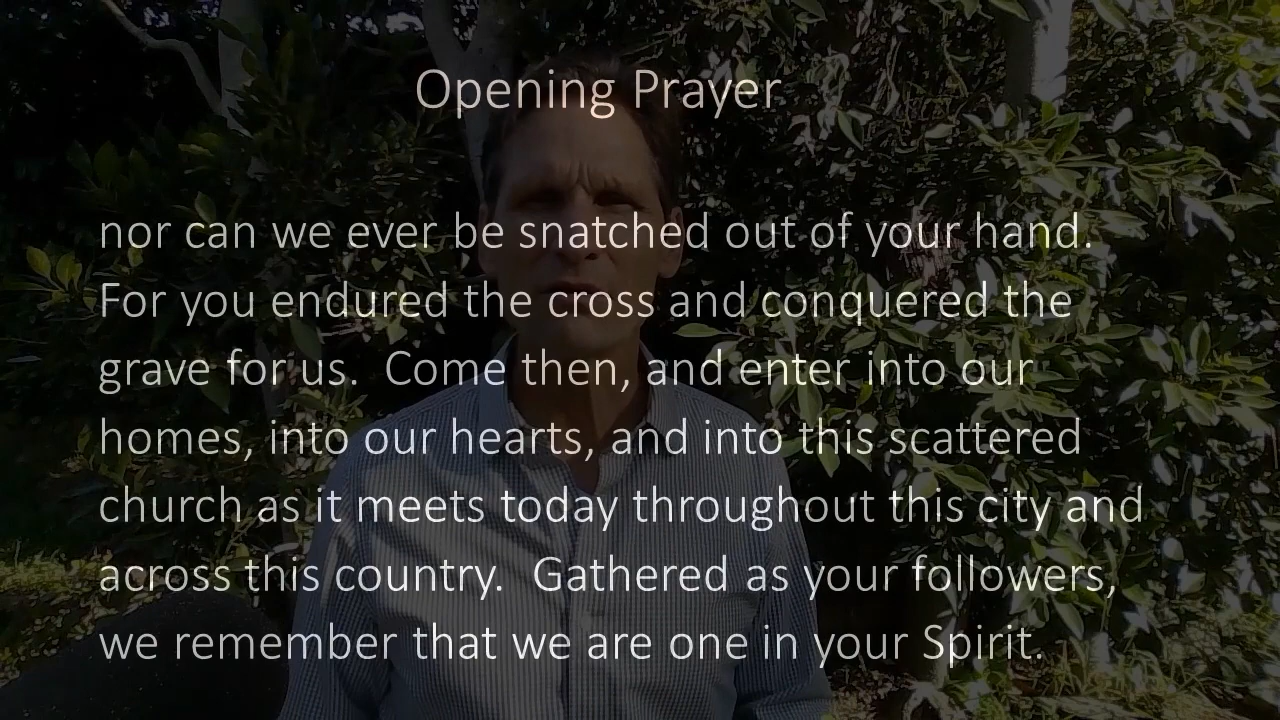 Opening Prayer
nor can we ever be snatched out of your hand.
For you endured the cross and conquered the
grave for us.  Come then, and enter into our
homes, into our hearts, and into this scattered
church as it meets today throughout this city and
across this country.  Gathered as your followers,
we remember that we are one in your Spirit.